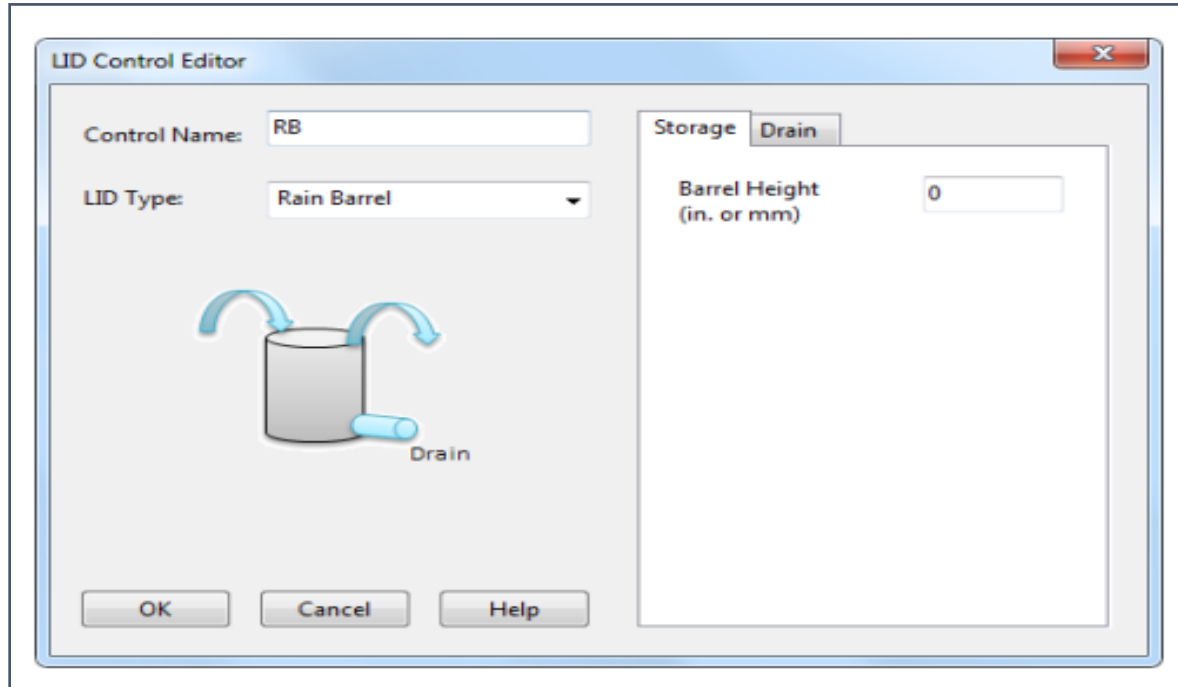 LID Control Editor
Control Name:
RB
LID Type:
Rain Barrel
Drain
OK
Cancel
Help
Storage
Drain
Barrel Height
(in. or mm)
0